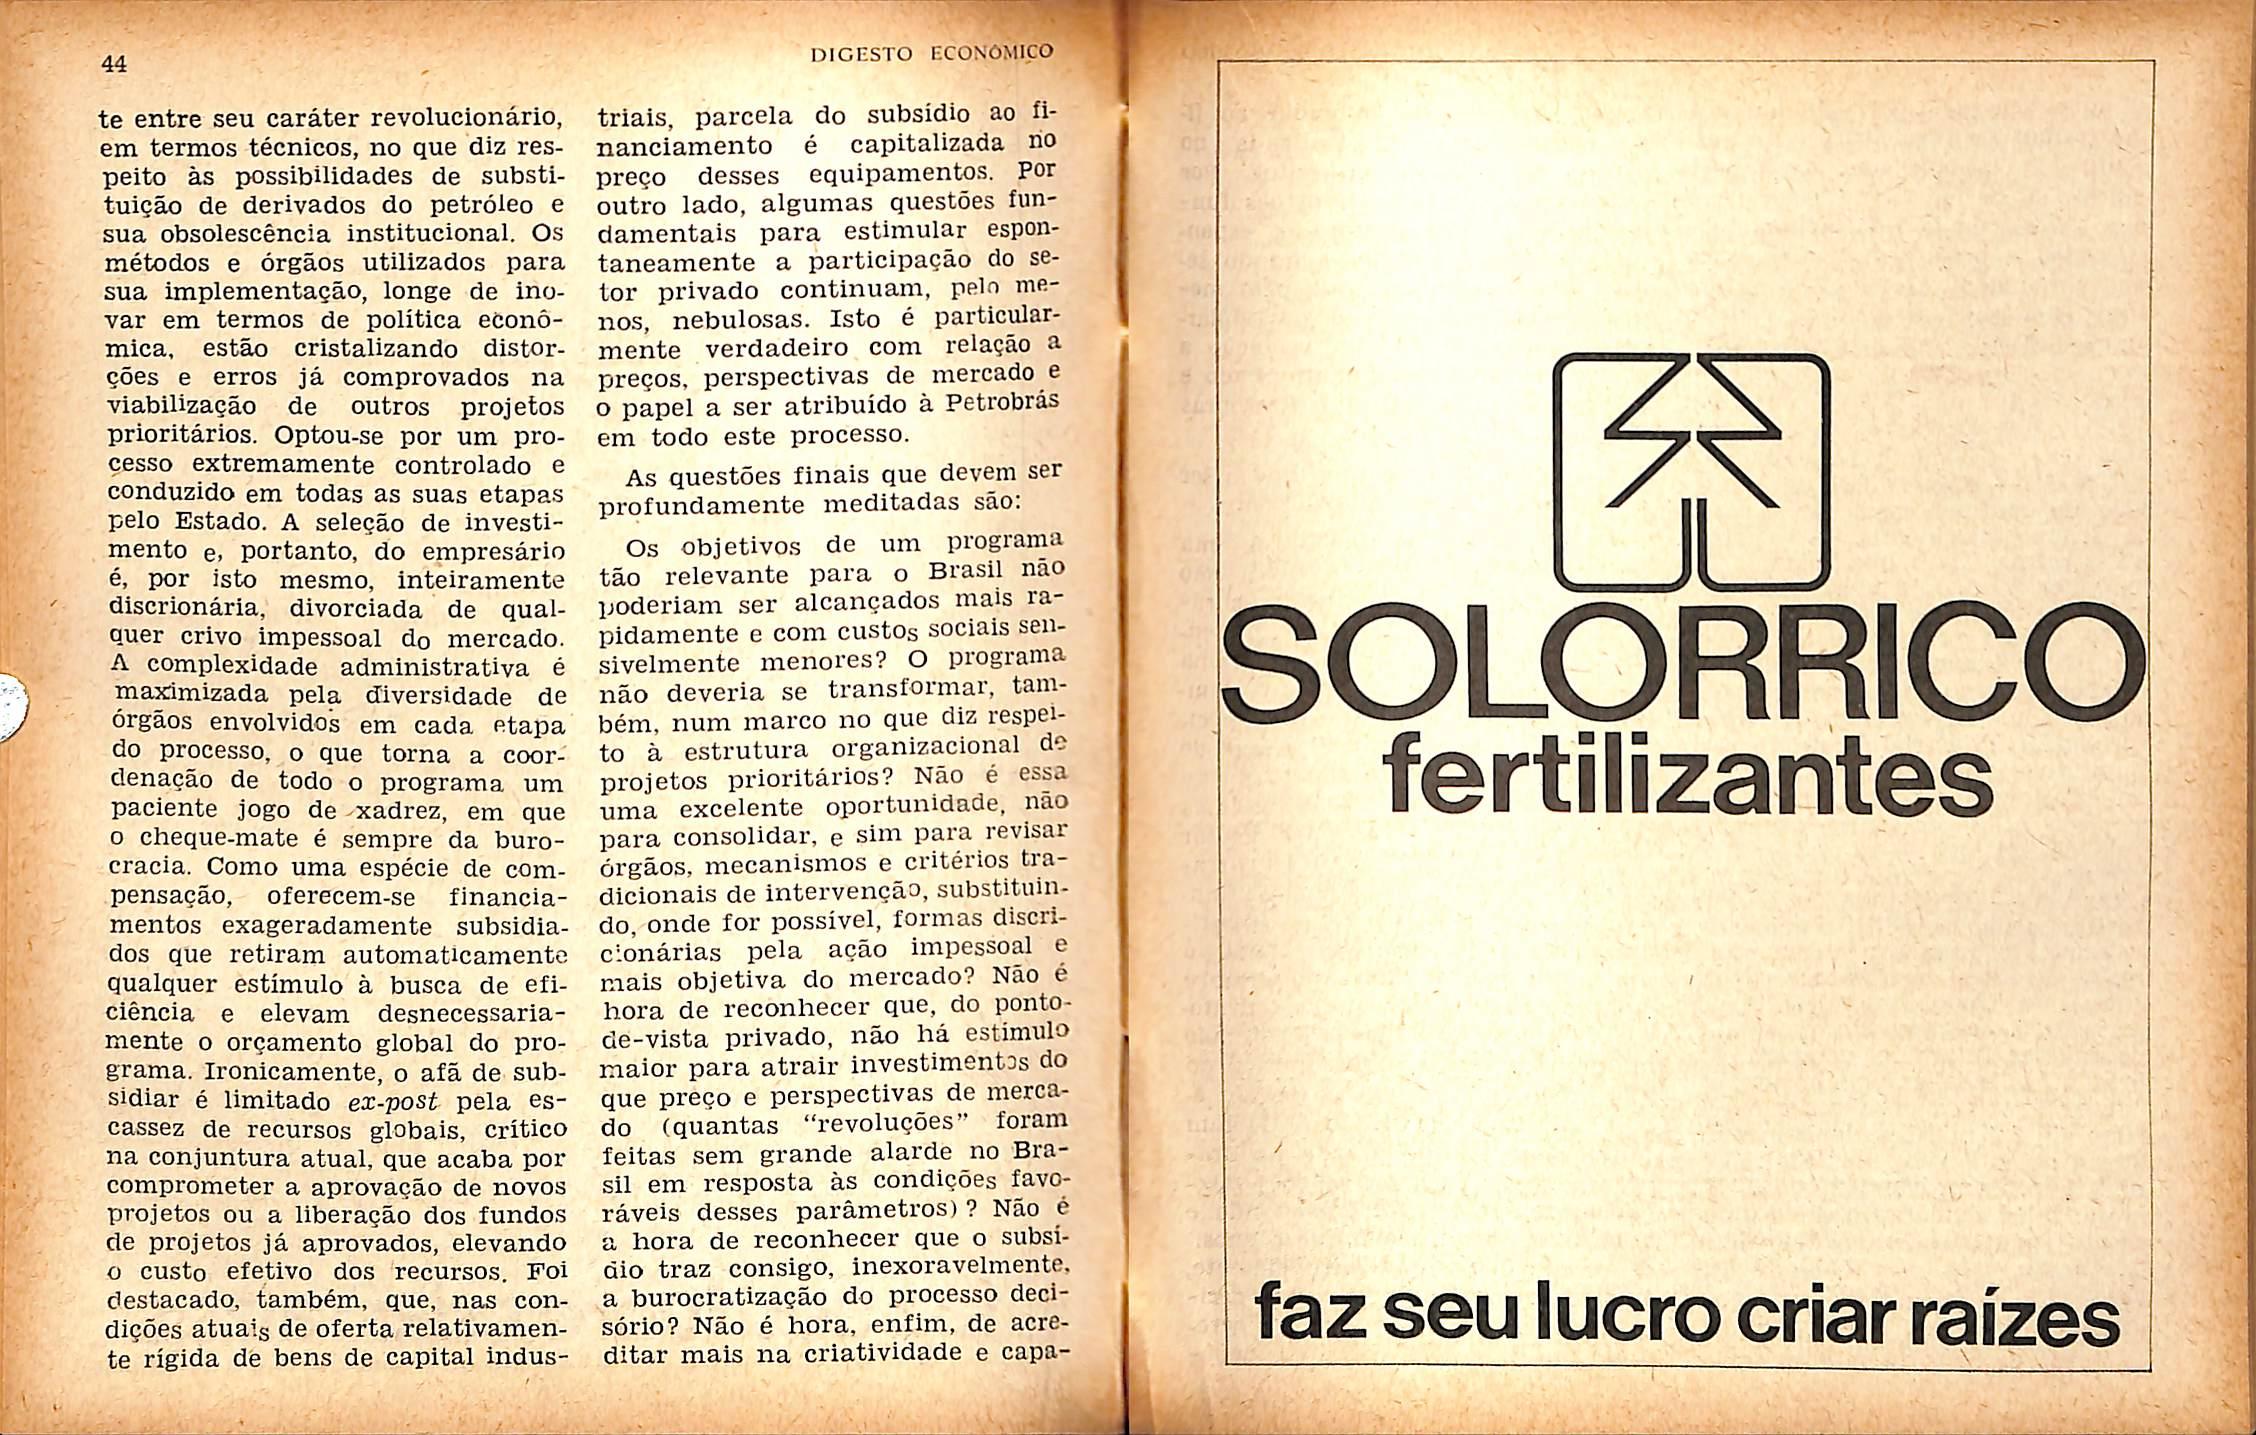 44
DIGESTO ECONÔMICO
te entre seu caráter revolucionário,
em termos técnicos, no que diz res-
peito às possibilidades de substi-
tuição de derivados do petróleo e
sua obsolescência institucional. Os
métodos e órgãos utilizados para
sua implementação, longe de ino-
var em termos de política econô-
mica, estão cristalizando distor-
ções e erros já comprovados na
viabilização de outros projetos
prioritários. Optou-se por um pro-
cesso extremamente controlado e
conduzido em todas as suas etapas
pelo Estado. A seleção de investi-
mento e, portanto, do empresário
é, por isto mesmo, inteiramente
discrionária, divorciada de qual-
quer crivo impessoal do mercado.
A complexidade administrativa é
maximizada pela diversidade de
órgãos envolvidos em cada etapa
do processo, o que torna a coor-
denação de todo o programa um
paciente jogo de xadrez, em que
o cheque-mate é sempre da buro-
cracia. Como uma espécie de com-
pensação, oferecem-se financia-
mentos exageradamente subsidia-
dos que retiram automaticamente
qualquer estímulo à busca de efi-
ciência e elevam desnecessaria-
mente o orçamento global do pro-
grama. Ironicamente, o afã de sub-
sidiar é limitado ex-post pela es-
cassez de recursos globais, crítico
na conjuntura atual, que acaba por
comprometer a aprovação de novos
projetos ou a liberação dos fundos
de projetos já aprovados, elevando
o custo efetivo dos recursos. Foi
destacado, também, que, nas con-
dições atuais de oferta relativamen-
te rígida de bens de capital indus-
triais, parcela do subsídio ao fi-
nanciamento é capitalizada no
preço desses equipamentos. Por
outro lado, algumas questões fun-
damentais para estimular espon-
taneamente a participação do se-
tor privado continuam, pelo me-
nos, nebulosas. Isto é particular-
mente verdadeiro com relação a
preços, perspectivas de mercado e
o papel a ser atribuído à Petrobrás
em todo este processo.
As questões finais que devem ser
profundamente meditadas são:
Os objetivos de um programa
tão relevante para o Brasil não
poderiam ser alcançados mais ra-
pidamente e com custos sociais sen-
sivelmente menores? O programa
não deveria se transformar, tam-
bém, num marco no que diz respei-
to à estrutura organizacional de
projetos prioritários? Não é essa
uma excelente oportunidade, não
para consolidar, e sim para revisar
órgãos, mecanismos e critérios tra-
dicionais de intervenção, substituin-
do, onde for possível, formas discri-
cionárias pela ação impessoal e
mais objetiva do mercado? Não é
hora de reconhecer que, do ponto-
de-vista privado, não há estímulo
maior para atrair investimentos do
que preço e perspectivas de merca-
do (quantas “revoluções” foram
feitas sem grande alarde no Bra-
sil em resposta às condições favo-
ráveis desses parâmetros)? Não é
a hora de reconhecer que o subsí-
dio traz consigo, inexoravelmente,
a burocratização do processo deci-
sório? Não é hora, enfim, de acre-
ditar mais na criatividade e capa-
SOLORRICO
fertilizantes
faz seu lucro criar raízes